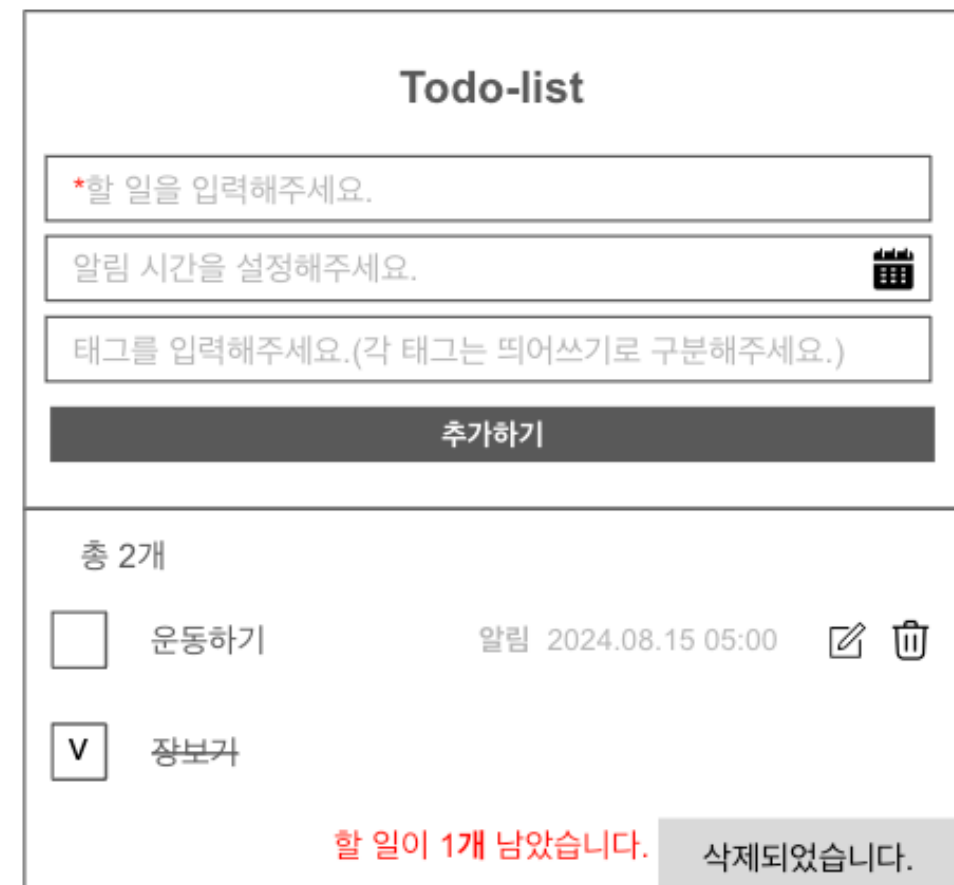 Todo-list
*할 일을 입력해주세요.
알림 시간을 설정해주세요.
태그를 입력해주세요.(각 태그는 띄어쓰기로 구분해주세요.)
추가하기
총 2개
운동하기 알림 2024.08.15 05:00
V 장보기
할 일이 1개 남았습니다. 삭제되었습니다.